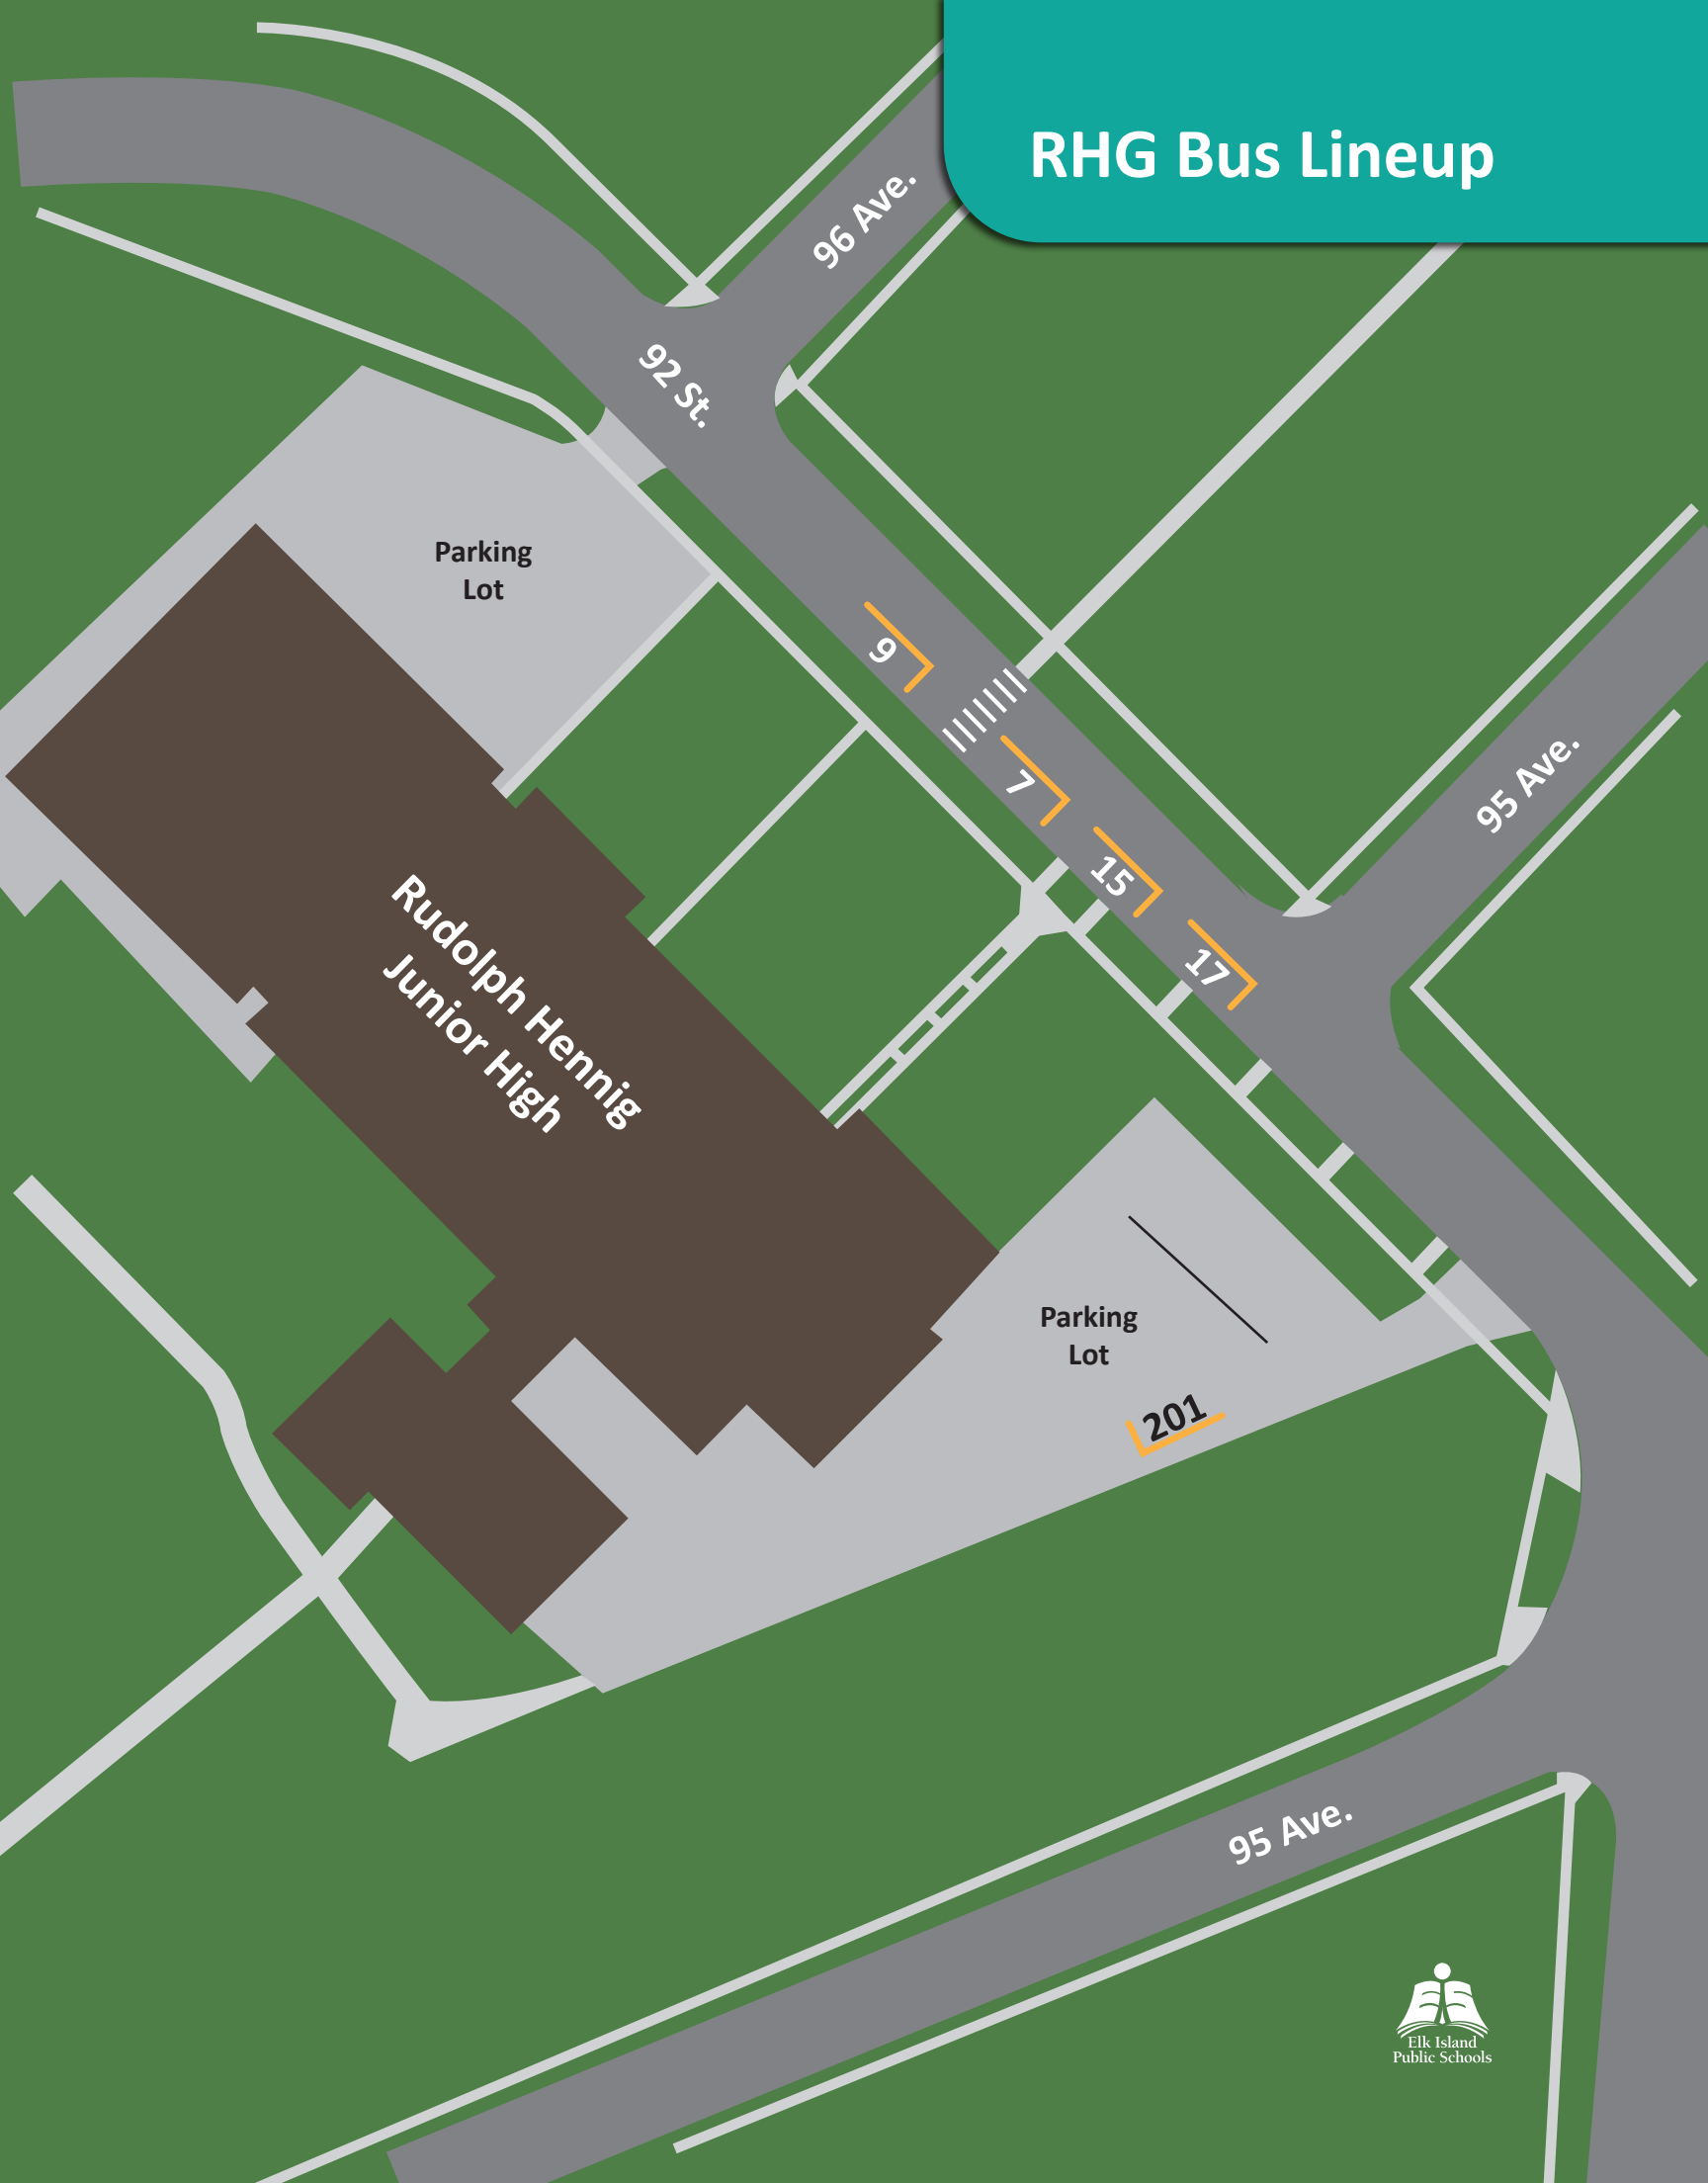 RHG Bus Lineup
96 Ave.
92 St.
Parking
Lot
9
7
15
17
95 Ave.
Rudolph Hennig
Junior High
Parking
Lot
201
95 Ave.
Elk Island
Public Schools